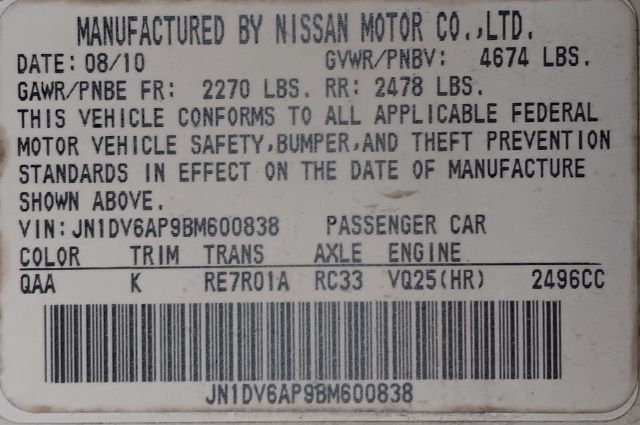 MANUFACTURED BY NISSAN MOTOR CO.,LTD.
DATE: 08/10 GVWR/PNBV: 4674 LBS.
GAWR/PNBE FR: 2270 LBS. RR: 2478 LBS.
THIS VEHICLE CONFORMS TO ALL APPLICABLE FEDERAL
MOTOR VEHICLE SAFETY,BUMPER,AND THEFT PREVENTION
STANDARDS IN EFFECT ON THE DATE OF MANUFACTURE
SHOWN ABOVE.
VIN:JN1DV6AP9BM600838 PASSENGER CAR
COLOR TRIM TRANS AXLE ENGINE
QAA K RE7R01A RC33 VQ25(HR) 2496CC
JN1DV6AP9BM600838